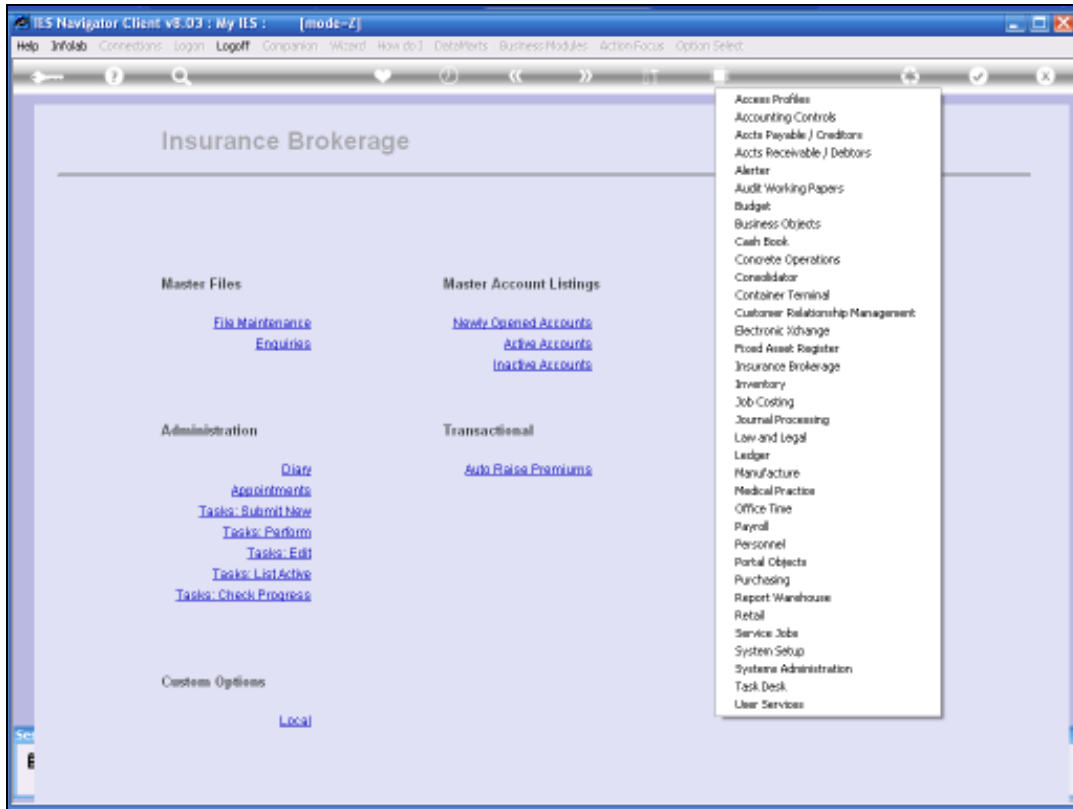 IES Navigator Client v8.03 : My IES :    [mode-Z]
Help Infolab Connections Logon Logoff Companion Wizard How do I DataAlerts Business Modules Action Focus Option Select
Insurance Brokerage
Master Files
Master Account Listings
File Maintenance
Newly Opened Accounts
Enquiries
Active Accounts
Inactive Accounts
Administration
Transactional
Diary
Auto Raise Premiums
Appointments
Tasks: Submit New
Tasks: Perform
Tasks: Edit
Tasks: List Active
Tasks: Check Progress
Custom Options
Local
Access Profiles
Accounting Controls
Accts Payable / Creditors
Accts Receivable / Debtors
Alerter
Audit Working Papers
Budget
Business Objects
Cash Book
Concrete Operations
Consolidator
Container Terminal
Customer Relationship Management
Electronic Xchange
Fixed Asset Register
Insurance Brokerage
Inventory
Job Costing
Journal Processing
Law and Legal
Ledger
Manufacture
Medical Practice
Office Time
Payroll
Personnel
Portal Objects
Purchasing
Report Warehouse
Retail
Service Jobs
System Setup
Systems Administration
Task Desk
User Services
Ses